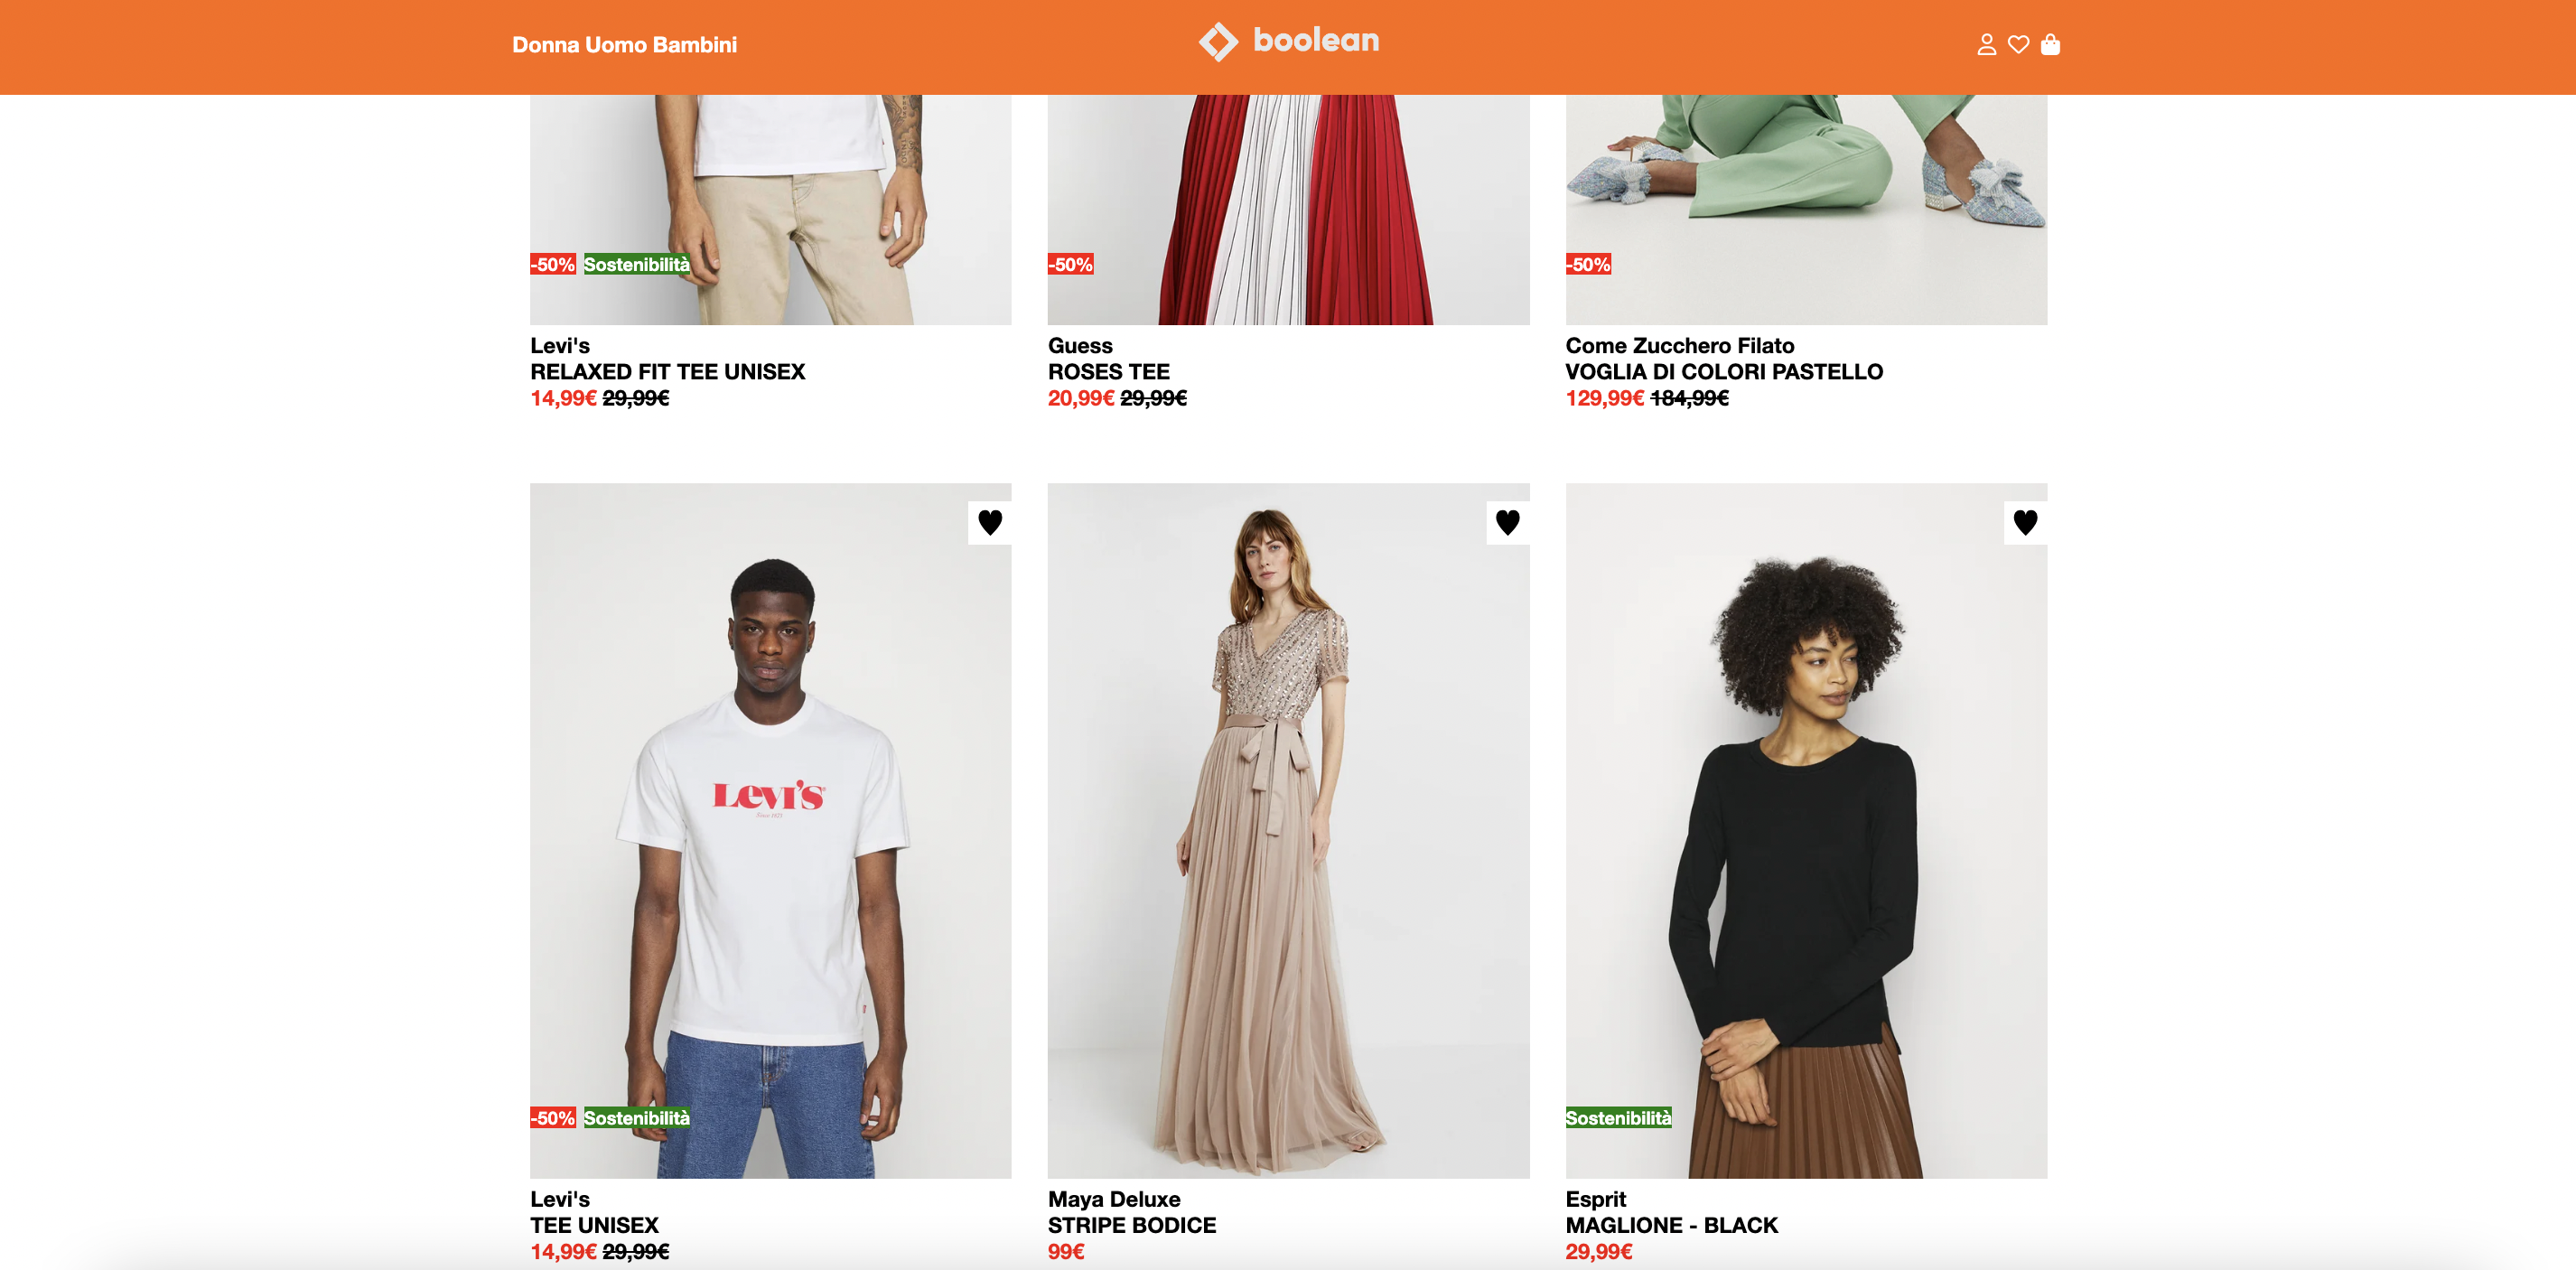 Donna Uomo Bambini
boolean
-50% Sostenibilità
-50%
-50%
Levi's
RELAXED FIT TEE UNISEX
14,99€ 29,99€
Guess
ROSES TEE
20,99€ 29,99€
Come Zucchero Filato
VOGLIA DI COLORI PASTELLO
129,99€ 184,99€
LEVI'S
-50% Sostenibilità
Sostenibilità
Levi's
TEE UNISEX
14,99€ 29,99€
Maya Deluxe
STRIPE BODICE
99€
Esprit
MAGLIONE - BLACK
29,99€